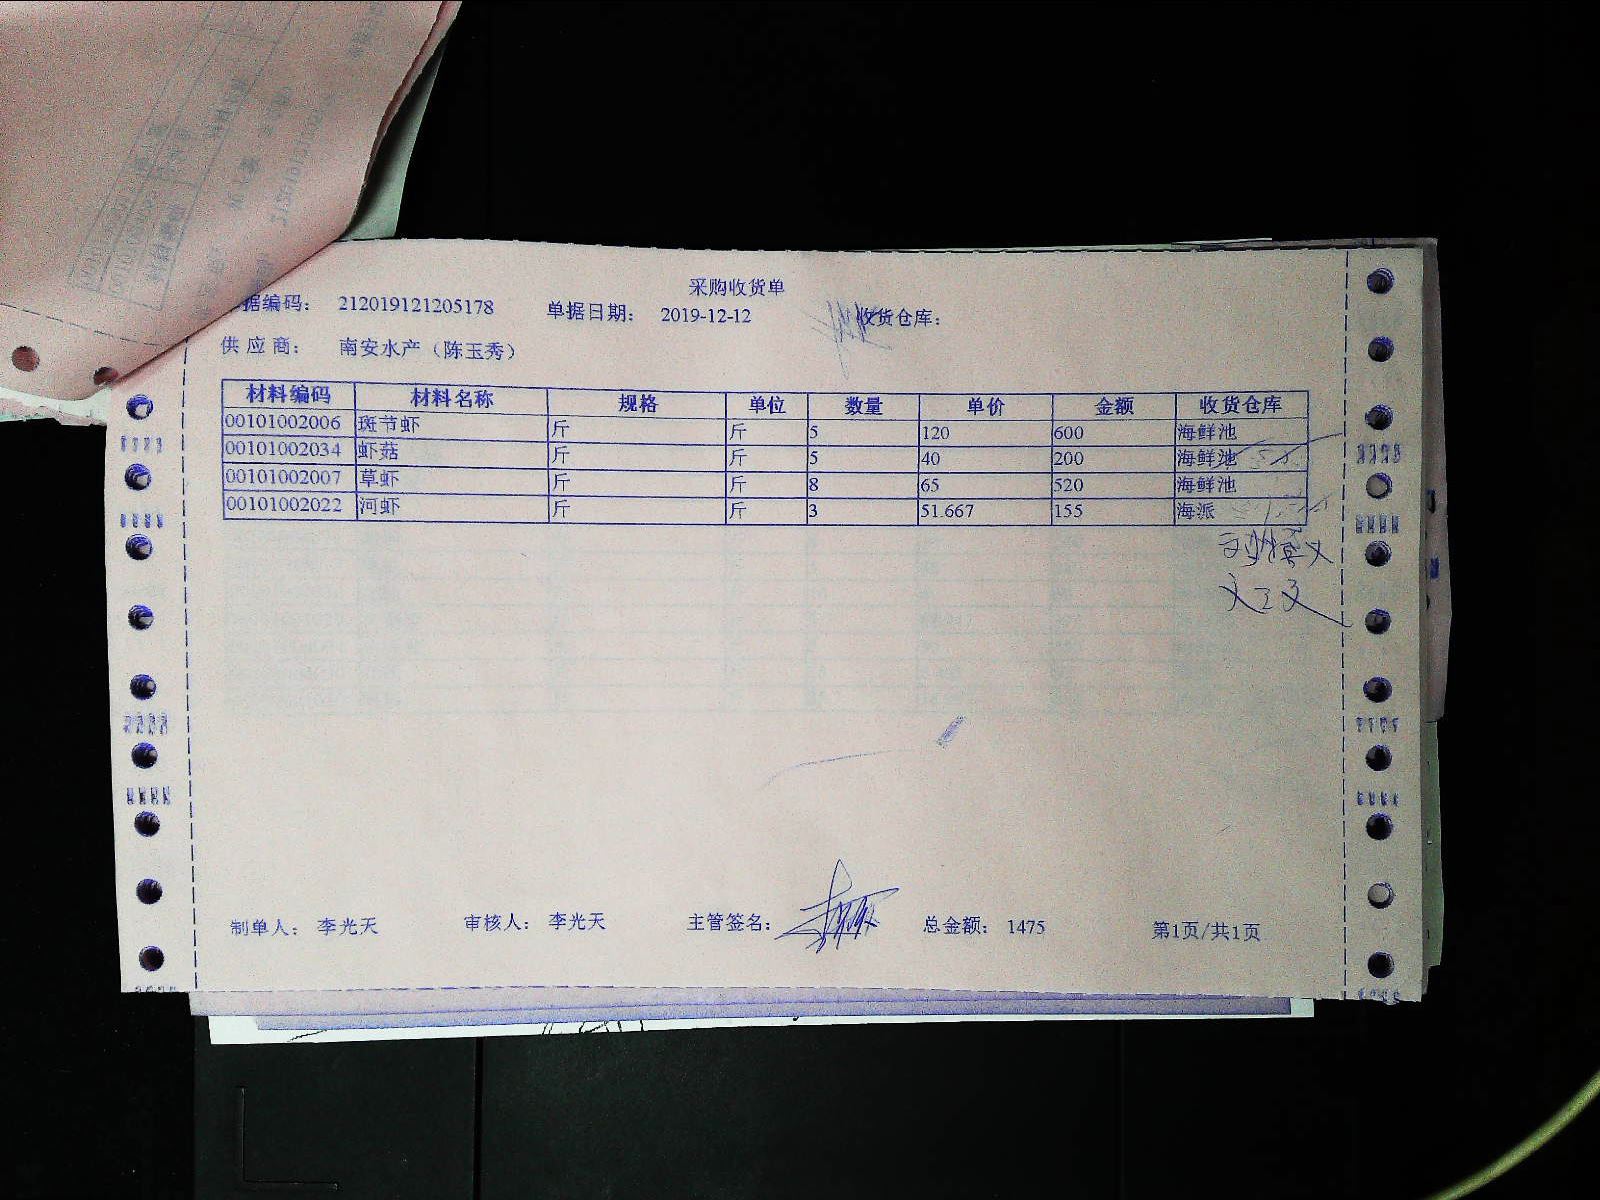 采购收货单
据编码： 212019121205178 单据日期： 2019-12-12 收货仓库：
供 应 商： 南安水产（陈玉秀）
材料编码 材料名称 规格 单位 数量 单价 金额 收货仓库
00101002006 斑节虾 斤 斤 5 120 600 海鲜池
00101002034 虾菇 斤 斤 5 40 200 海鲜池
00101002007 草虾 斤 斤 8 65 520 海鲜池
00101002022 河虾 斤 斤 3 51.667 155 海派
制单人： 李光天 审核人： 李光天 主管签名： 总金额： 1475 第1页/共1页